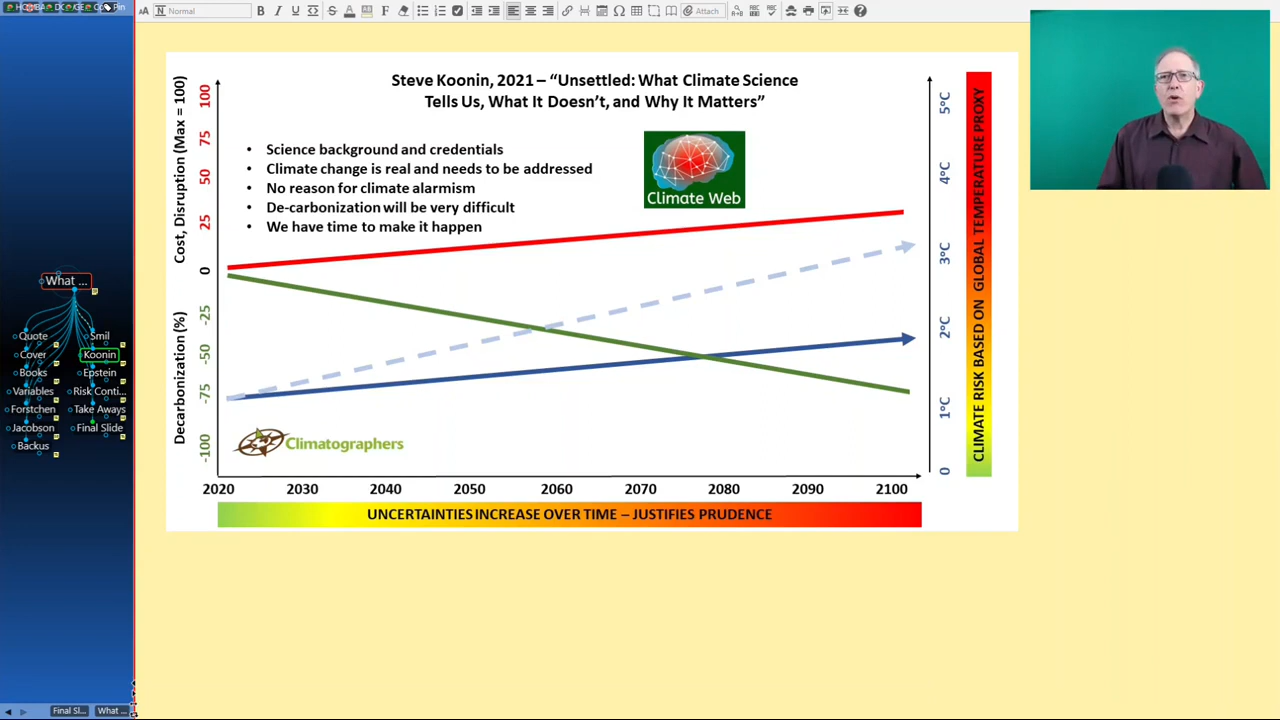 Normal
Attach
What ...
Quote
Smil
Cover
Koonin
Books
Epstein
Variables
Risk Conti...
Forstchen
Take Aways
Jacobson
Final Slide
Backus
Final Sl...
What ...
Steve Koonin, 2021 – “Unsettled: What Climate Science
Tells Us, What It Doesn’t, and Why It Matters”
• Science background and credentials
• Climate change is real and needs to be addressed
• No reason for climate alarmism
• De-carbonization will be very difficult
• We have time to make it happen
Climate Web
Cost, Disruption (Max = 100)
100
75
50
25
0
Decarbonization (%)
-25
-50
-75
-100
Climatographers
5°C
4°C
3°C
2°C
1°C
0
CLIMATE RISK BASED ON GLOBAL TEMPERATURE PROXY
2020 2030 2040 2050 2060 2070 2080 2090 2100
UNCERTAINTIES INCREASE OVER TIME – JUSTIFIES PRUDENCE